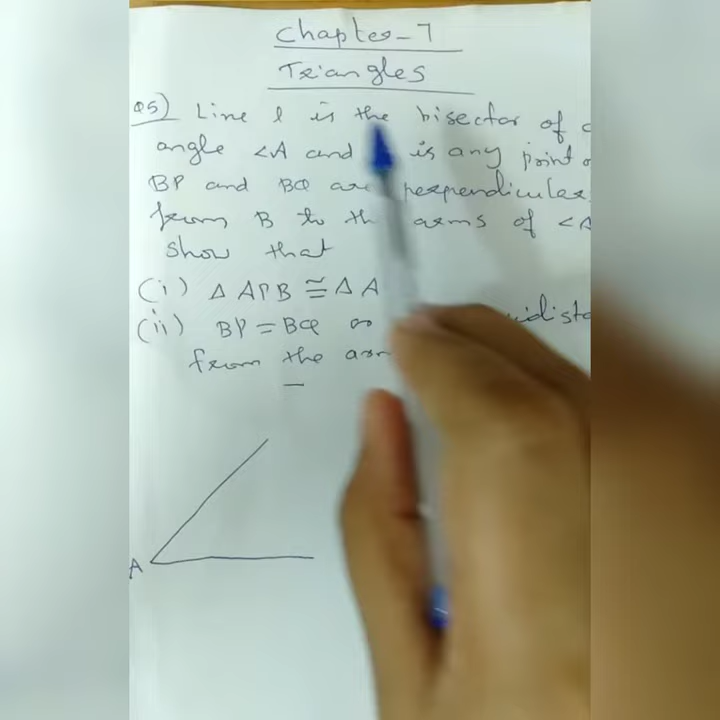 Chapter-7
Triangles
Q5) Line l is the bisector of
angle ∠A and is any point
BP and BQ are perpendicular
from B to the arms of ∠A
show that
(i) Δ APB ≅ Δ A
(ii) BP = BQ or
from the
A